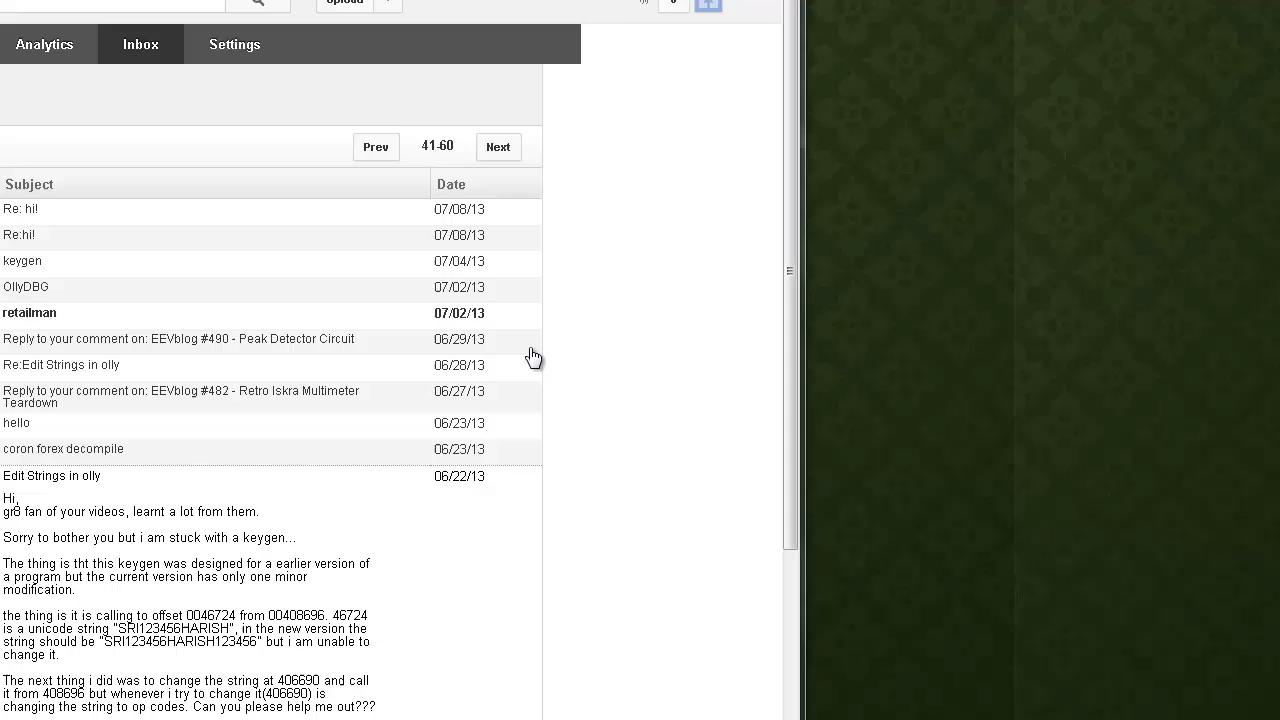 Upload
Analytics Inbox Settings
Prev 41-60 Next
Subject Date
Re: hi! 07/08/13
Re:hi! 07/08/13
keygen 07/04/13
OllyDBG 07/02/13
retailman 07/02/13
Reply to your comment on: EEVblog #490 - Peak Detector Circuit 06/29/13
Re:Edit Strings in olly 06/28/13
Reply to your comment on: EEVblog #482 - Retro Iskra Multimeter 06/27/13
Teardown
hello 06/23/13
coron forex decompile 06/23/13
Edit Strings in olly 06/22/13
Hi,
gr8 fan of your videos, learnt a lot from them.
Sorry to bother you but i am stuck with a keygen...
The thing is tht this keygen was designed for a earlier version of
a program but the current version has only one minor
modification.
the thing is it is calling to offset 0046724 from 00408696. 46724
is a unicode string "SRI123456HARISH", in the new version the
string should be "SRI123456HARISH123456" but i am unable to
change it.
The next thing i did was to change the string at 406690 and call
it from 408696 but whenever i try to change it(406690) is
changing the string to op codes. Can you please help me out???